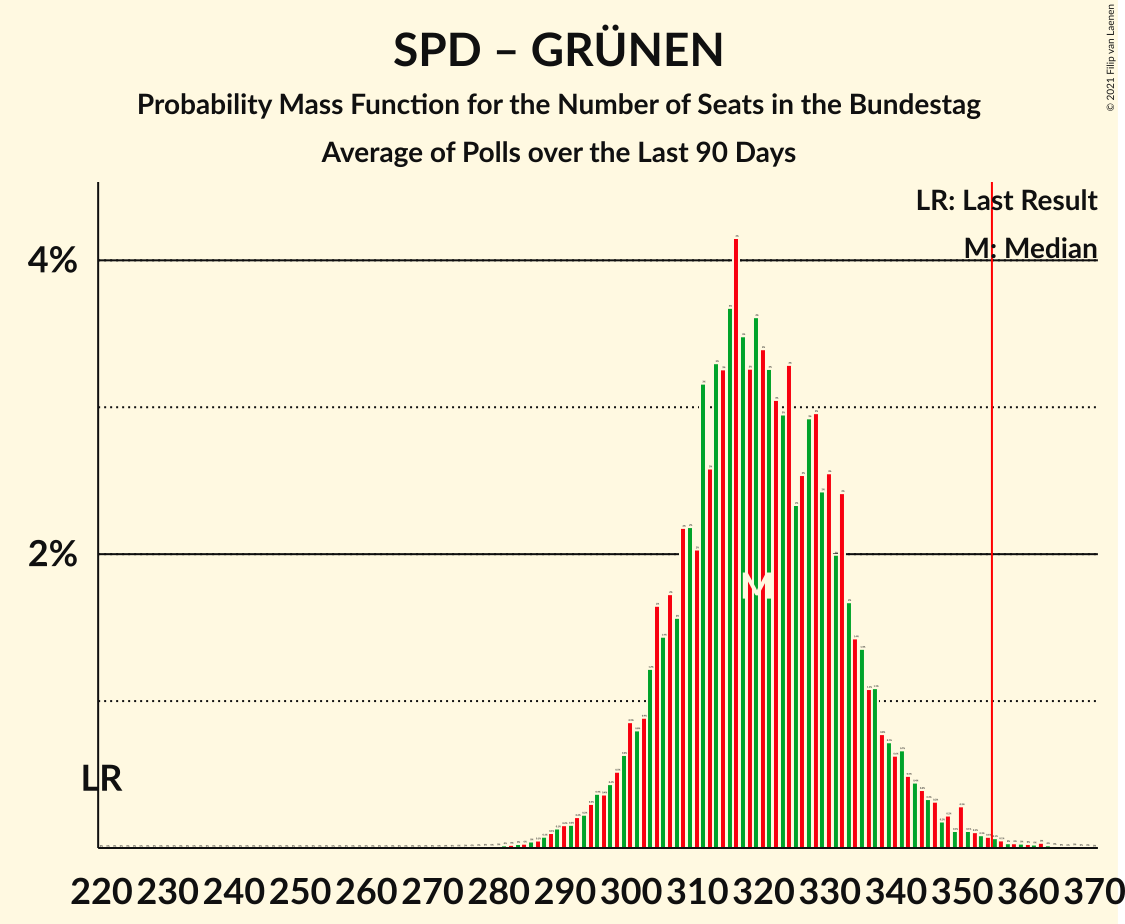 SPD – GRÜNEN
Probability Mass Function for the Number of Seats in the Bundestag
Average of Polls over the Last 90 Days
© 2021 Filip van Laenen
LR: Last Result
M: Median
4%
2%
M
LR
220 230 240 250 260 270 280 290 300 310 320 330 340 350 360 370